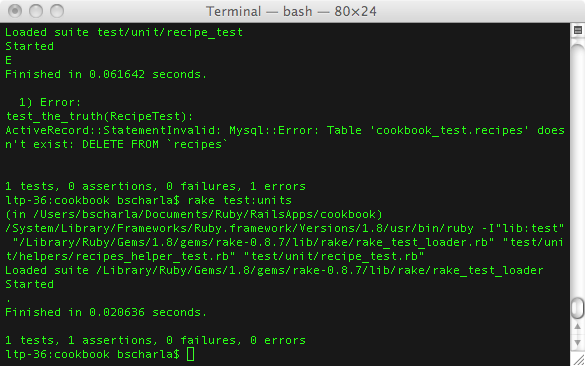 Terminal — bash — 80×24
Loaded suite test/unit/recipe_test
Started
E
Finished in 0.061642 seconds.
  1) Error:
test_the_truth(RecipeTest):
ActiveRecord::StatementInvalid: Mysql::Error: Table 'cookbook_test.recipes' does
n't exist: DELETE FROM `recipes`
1 tests, 0 assertions, 0 failures, 1 errors
ltp-36:cookbook bscharla$ rake test:units
(in /Users/bscharla/Documents/Ruby/RailsApps/cookbook)
/System/Library/Frameworks/Ruby.framework/Versions/1.8/usr/bin/ruby -I"lib:test"
 "/Library/Ruby/Gems/1.8/gems/rake-0.8.7/lib/rake/rake_test_loader.rb" "test/uni
t/helpers/recipes_helper_test.rb" "test/unit/recipe_test.rb"
Loaded suite /Library/Ruby/Gems/1.8/gems/rake-0.8.7/lib/rake/rake_test_loader
Started
.
Finished in 0.020636 seconds.
1 tests, 1 assertions, 0 failures, 0 errors
ltp-36:cookbook bscharla$